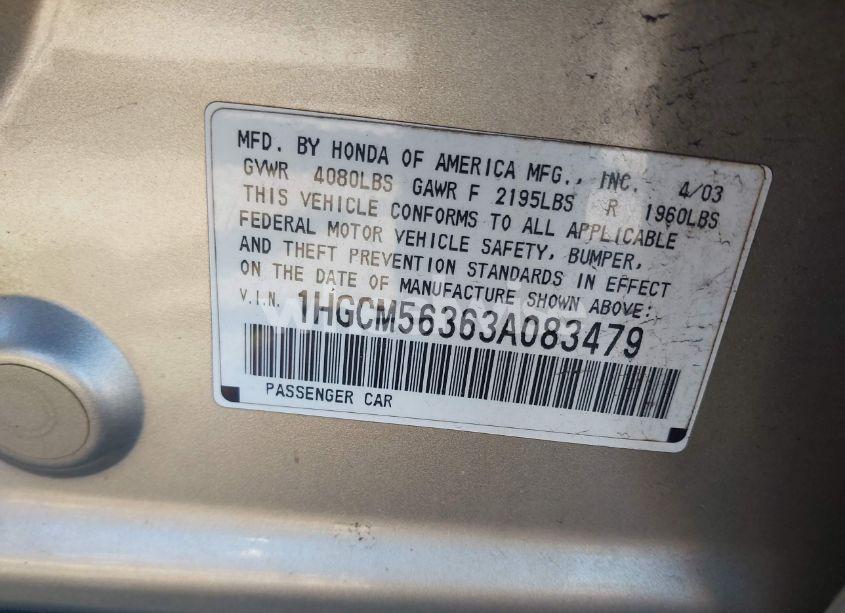 MFD. BY HONDA OF AMERICA MFG., INC. 4/03
GVWR 4080LBS GAWR F 2195LBS R 1960LBS
THIS VEHICLE CONFORMS TO ALL APPLICABLE
FEDERAL MOTOR VEHICLE SAFETY, BUMPER,
AND THEFT PREVENTION STANDARDS IN EFFECT
ON THE DATE OF MANUFACTURE SHOWN ABOVE:
V.I.N. 1HGCM56363A083479
PASSENGER CAR